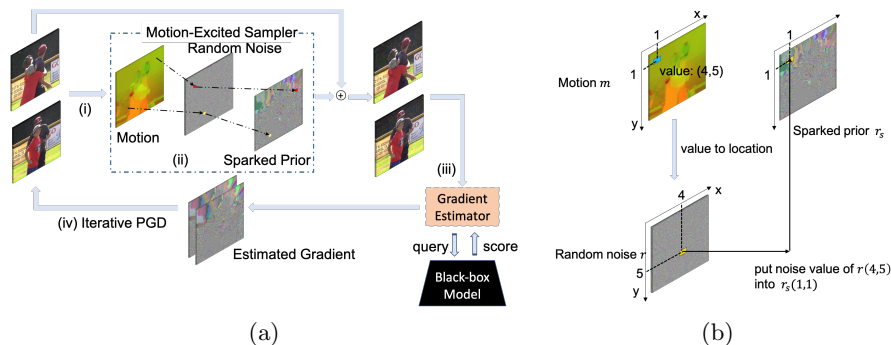 Motion-Excited Sampler
Random Noise
(i)
Motion
(ii)
Sparked Prior
(iii)
(iv) Iterative PGD
Estimated Gradient
Gradient
Estimator
query
score
Black-box
Model
(a)
x
1
1
value: (4,5)
Motion m
y
value to location
x
4
Random noise r
5
y
1
1
Sparked prior r_s
put noise value of r(4,5)
into r_s(1,1)
(b)